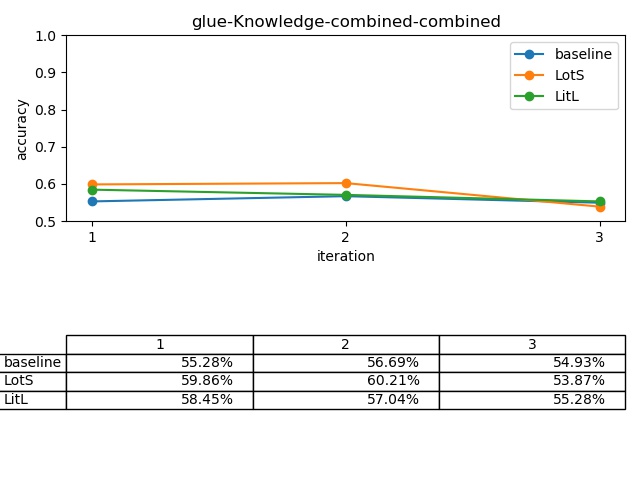 glue-Knowledge-combined-combined
1.0
0.9
0.8
0.7
0.6
0.5
accuracy
baseline
LotS
LitL
1 2 3
iteration
1 2 3
baseline 55.28% 56.69% 54.93%
LotS 59.86% 60.21% 53.87%
LitL 58.45% 57.04% 55.28%